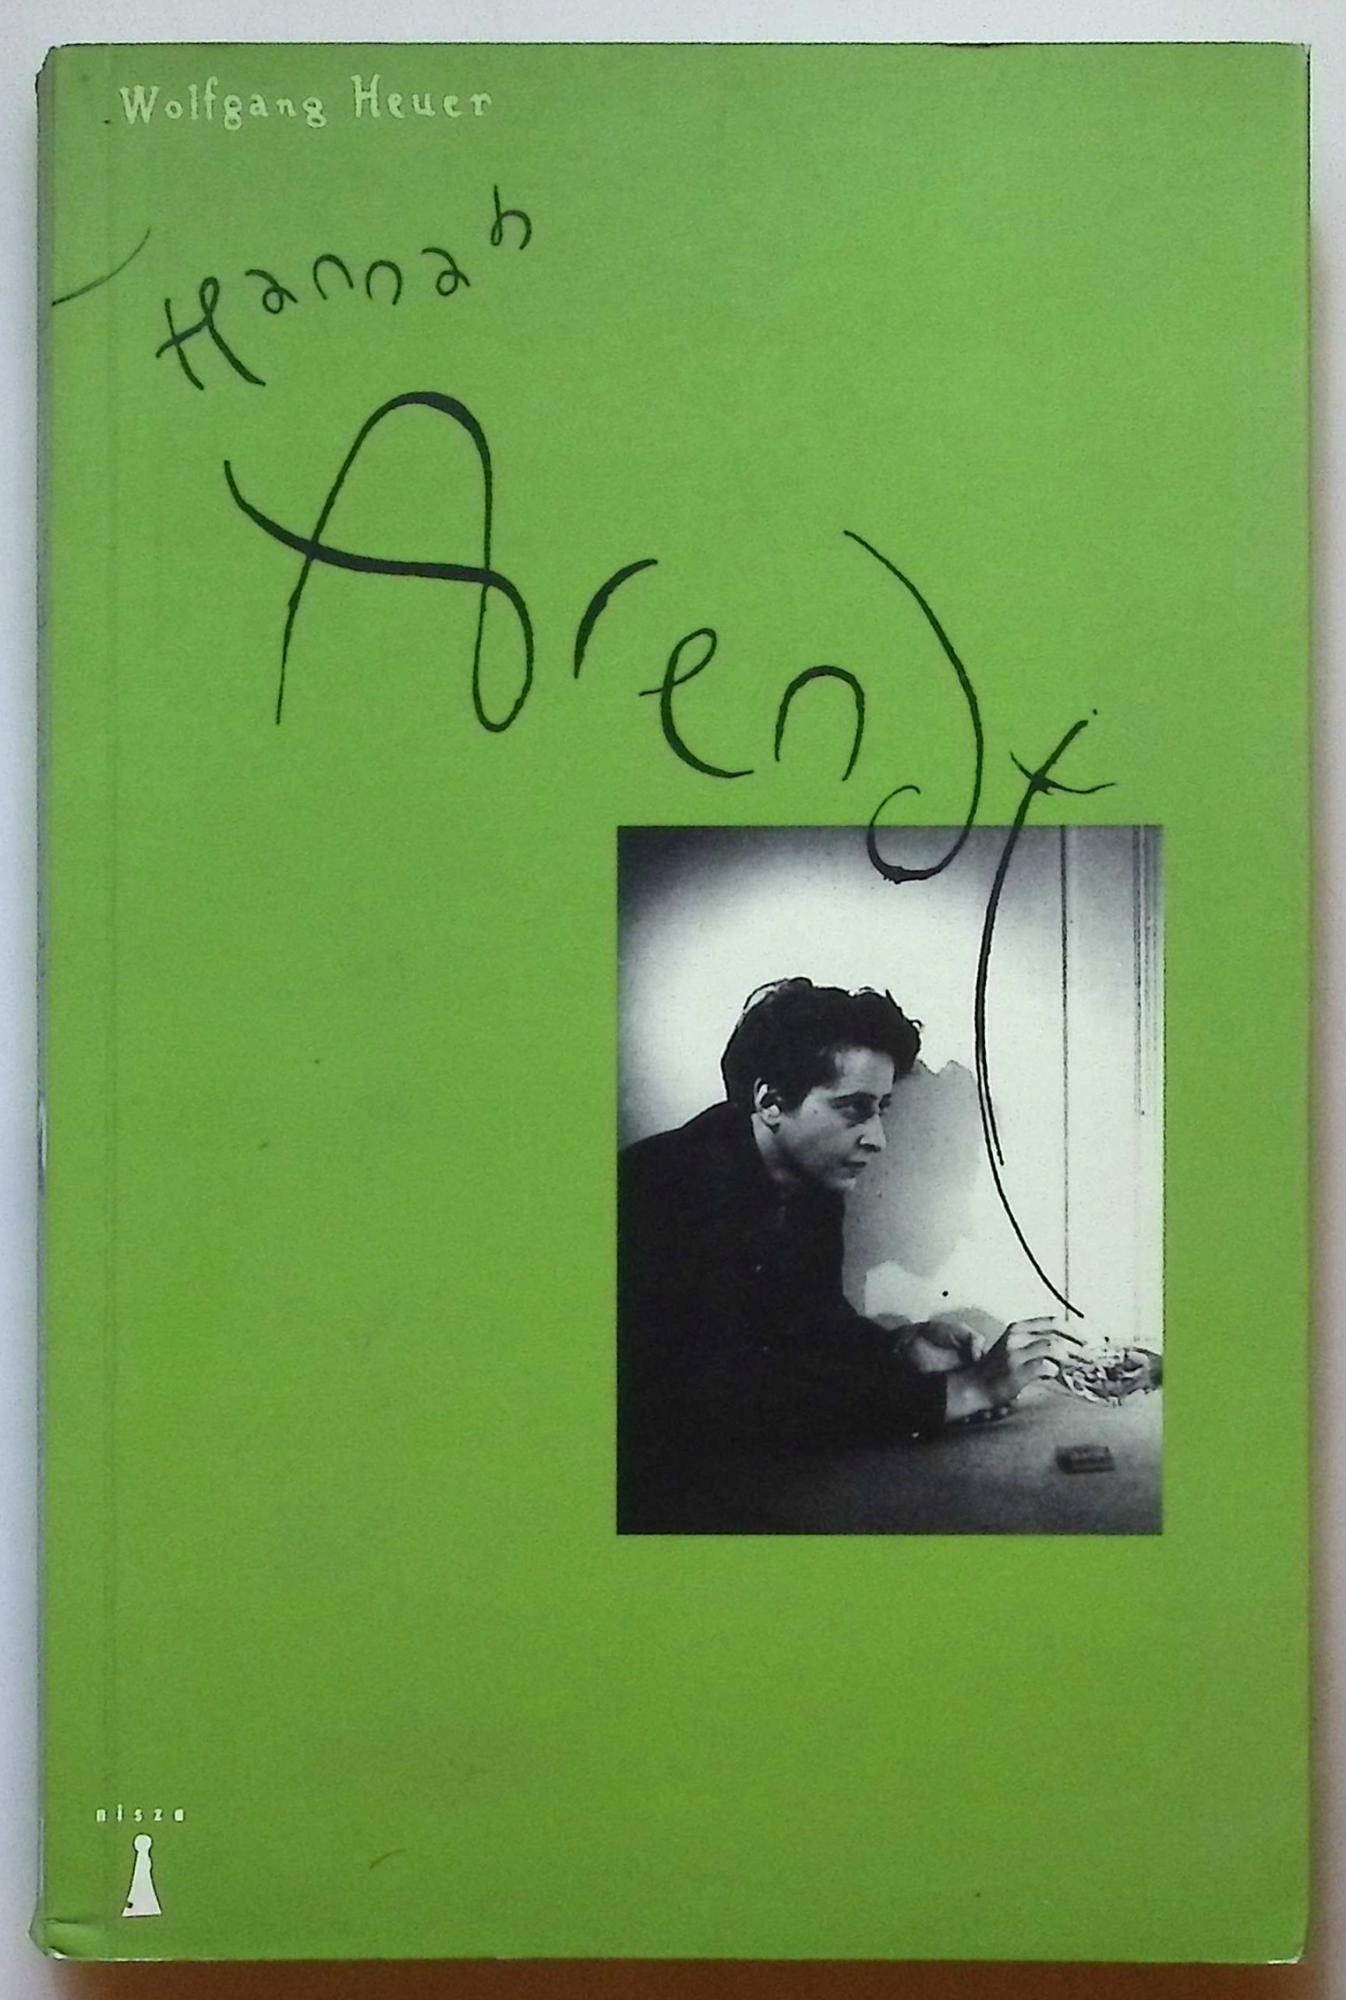 Wolfgang Heuer
Hannah
Arendt
nisza